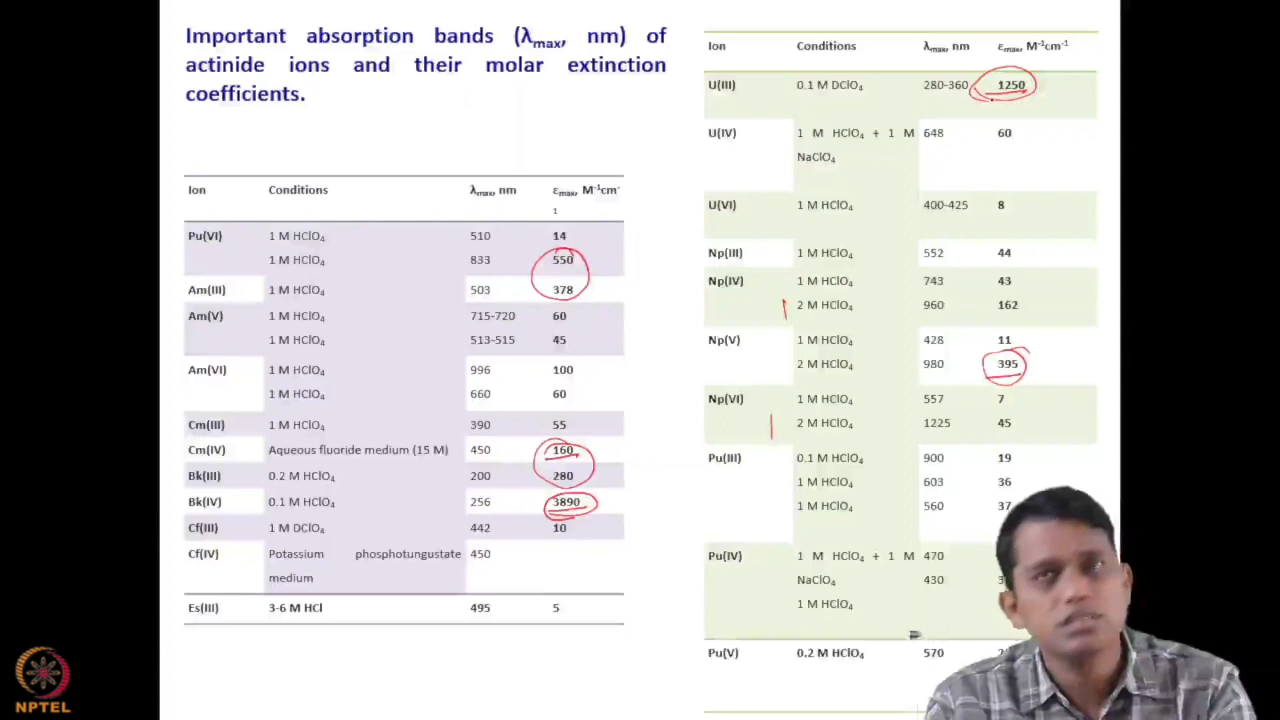 Important absorption bands (λmax, nm) of
actinide ions and their molar extinction
coefficients.
Ion Conditions λmax, nm εmax, M-1cm-
1
Pu(VI) 1 M HClO4 510 14
1 M HClO4 833 550
Am(III) 1 M HClO4 503 378
Am(V) 1 M HClO4 715-720 60
1 M HClO4 513-515 45
Am(VI) 1 M HClO4 996 100
1 M HClO4 660 60
Cm(III) 1 M HClO4 390 55
Cm(IV) Aqueous fluoride medium (15 M) 450 160
Bk(III) 0.2 M HClO4 200 280
Bk(IV) 0.1 M HClO4 256 3890
Cf(III) 1 M DClO4 442 10
Cf(IV) Potassium phosphotungustate 450
medium
Es(III) 3-6 M HCl 495 5
Ion Conditions λmax, nm εmax, M-1cm-1
U(III) 0.1 M DClO4 280-360 1250
U(IV) 1 M HClO4 + 1 M 648 60
NaClO4
U(VI) 1 M HClO4 400-425 8
Np(III) 1 M HClO4 552 44
Np(IV) 1 M HClO4 743 43
2 M HClO4 960 162
Np(V) 1 M HClO4 428 11
2 M HClO4 980 395
Np(VI) 1 M HClO4 557 7
2 M HClO4 1225 45
Pu(III) 0.1 M HClO4 900 19
1 M HClO4 603 36
1 M HClO4 560 37
Pu(IV) 1 M HClO4 + 1 M 470
NaClO4 430
1 M HClO4
Pu(V) 0.2 M HClO4 570
NPTEL